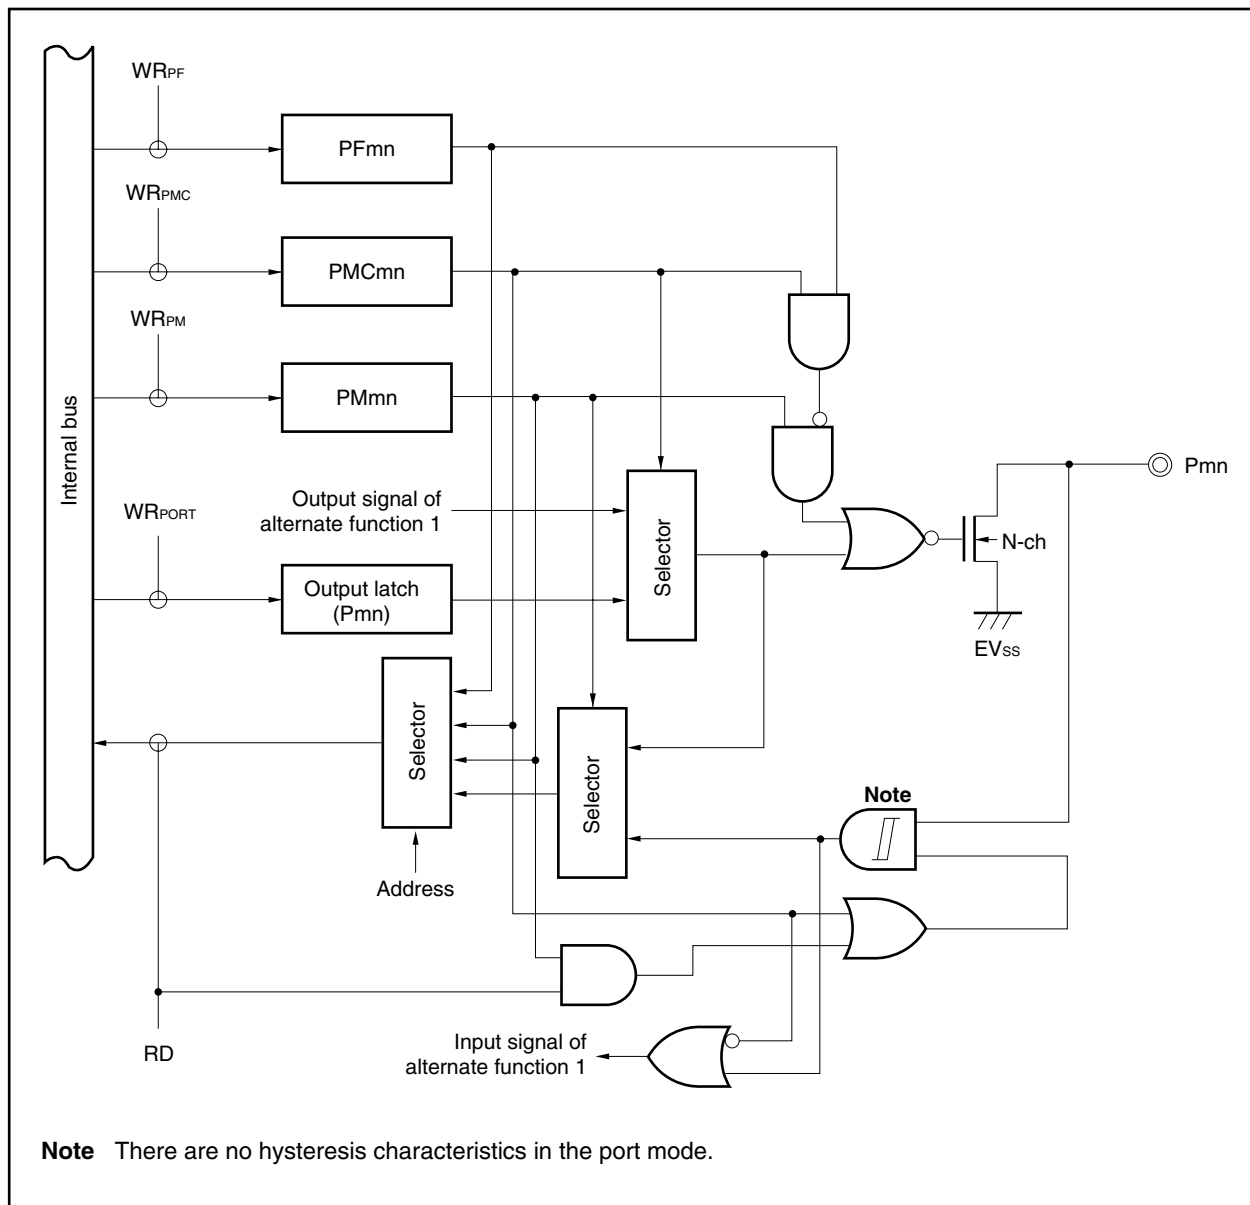 WRPF
PFmn
WRPMC
PMCmn
WRPM
PMmn
Internal bus
Pmn
Output signal of
alternate function 1
WRPORT
Selector
N-ch
Output latch
(Pmn)
EVSS
Selector
Selector
Note
Address
RD
Input signal of
alternate function 1
Note There are no hysteresis characteristics in the port mode.